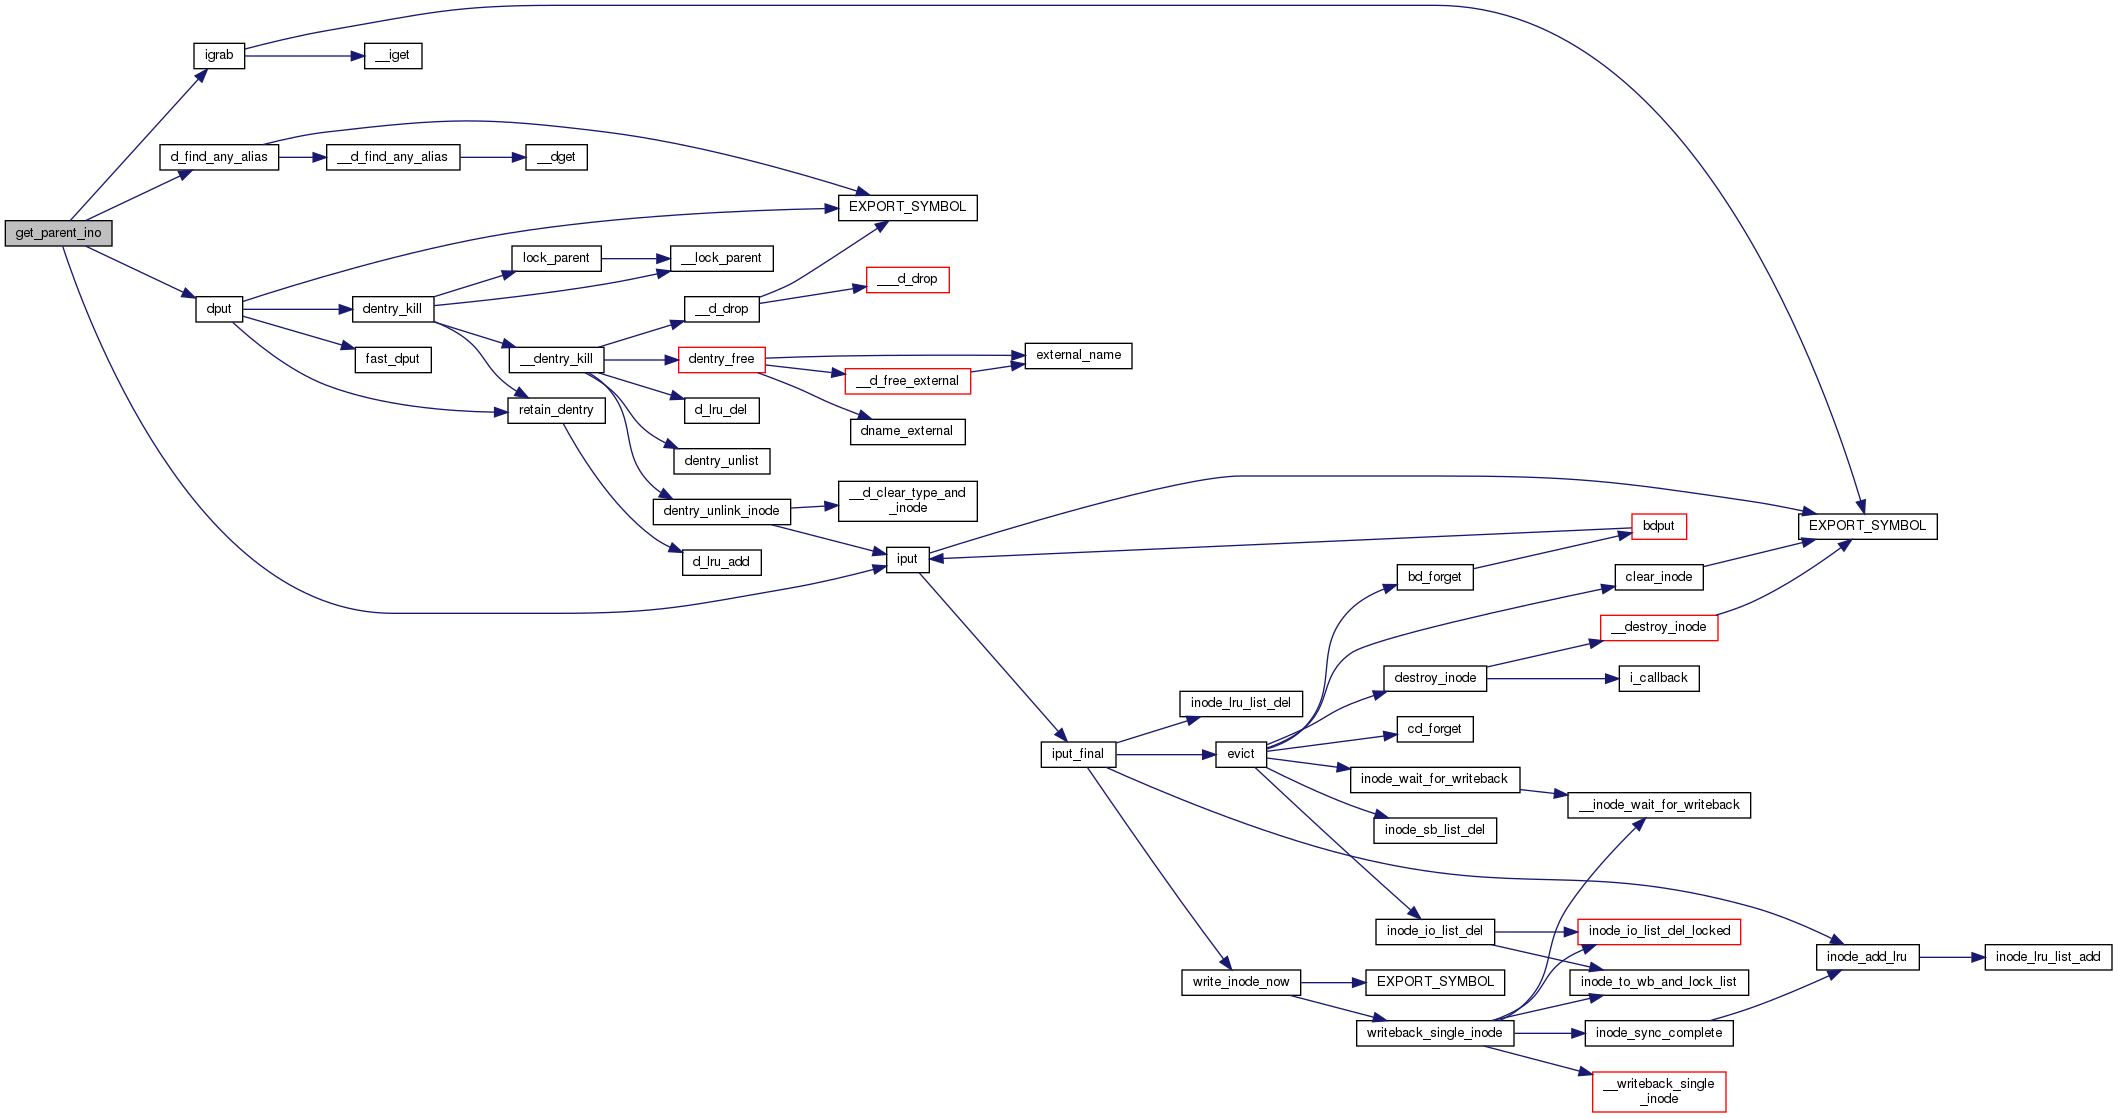 igrab
__iget
d_find_any_alias
__d_find_any_alias
__dget
EXPORT_SYMBOL
get_parent_ino
lock_parent
__lock_parent
___d_drop
dput
dentry_kill
__d_drop
fast_dput
__dentry_kill
dentry_free
external_name
__d_free_external
retain_dentry
d_lru_del
dname_external
dentry_unlist
__d_clear_type_and
_inode
dentry_unlink_inode
bdput
EXPORT_SYMBOL
d_lru_add
iput
bd_forget
clear_inode
__destroy_inode
destroy_inode
i_callback
inode_lru_list_del
cd_forget
iput_final
evict
inode_wait_for_writeback
__inode_wait_for_writeback
inode_sb_list_del
inode_io_list_del
inode_io_list_del_locked
inode_add_lru
inode_lru_list_add
write_inode_now
EXPORT_SYMBOL
inode_to_wb_and_lock_list
writeback_single_inode
inode_sync_complete
__writeback_single
_inode